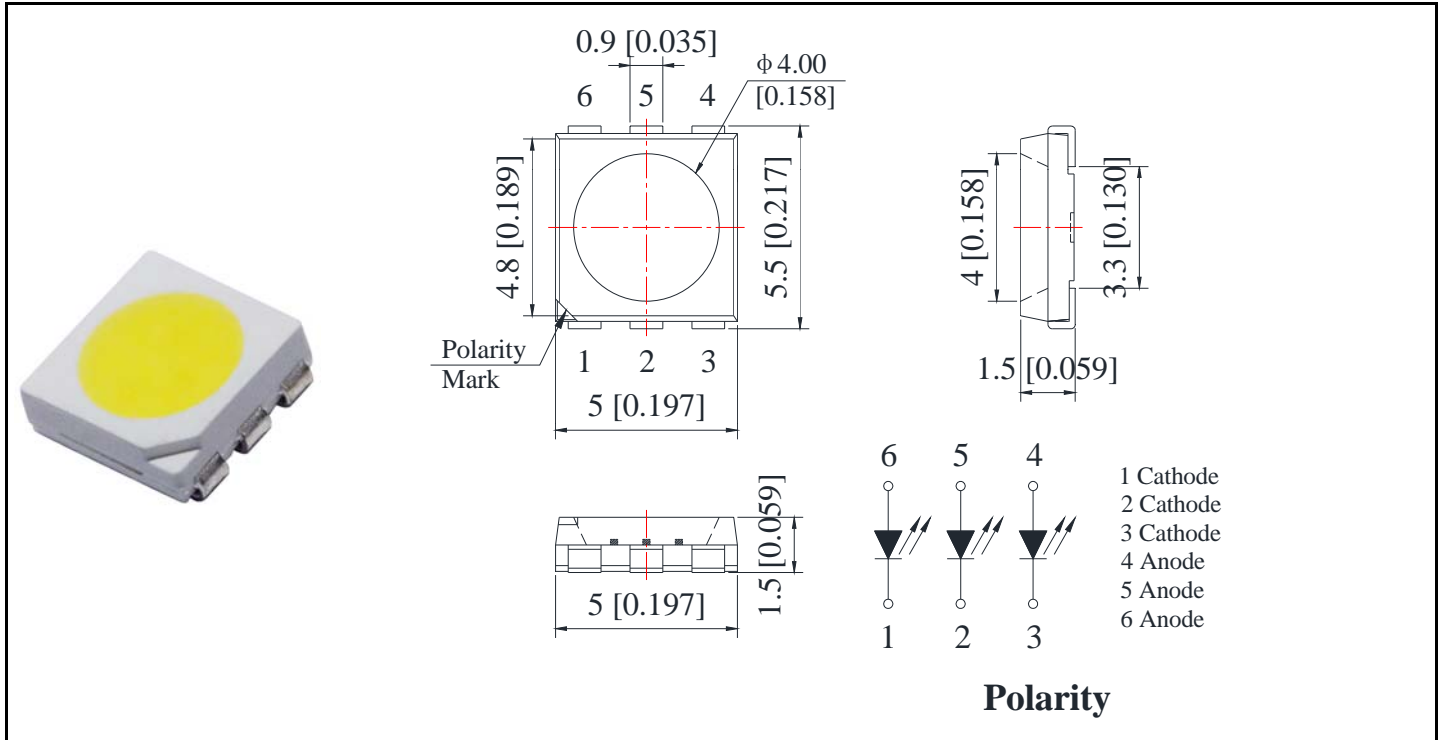 0.9 [0.035]
ϕ 4.00
[0.158]
6 5 4
4.8 [0.189]
5.5 [0.217]
Polarity
Mark
1 2 3
5 [0.197]
4 [0.158]
3.3 [0.130]
1.5 [0.059]
5 [0.197]
1.5 [0.059]
6 5 4
1 2 3
1 Cathode
2 Cathode
3 Cathode
4 Anode
5 Anode
6 Anode
Polarity